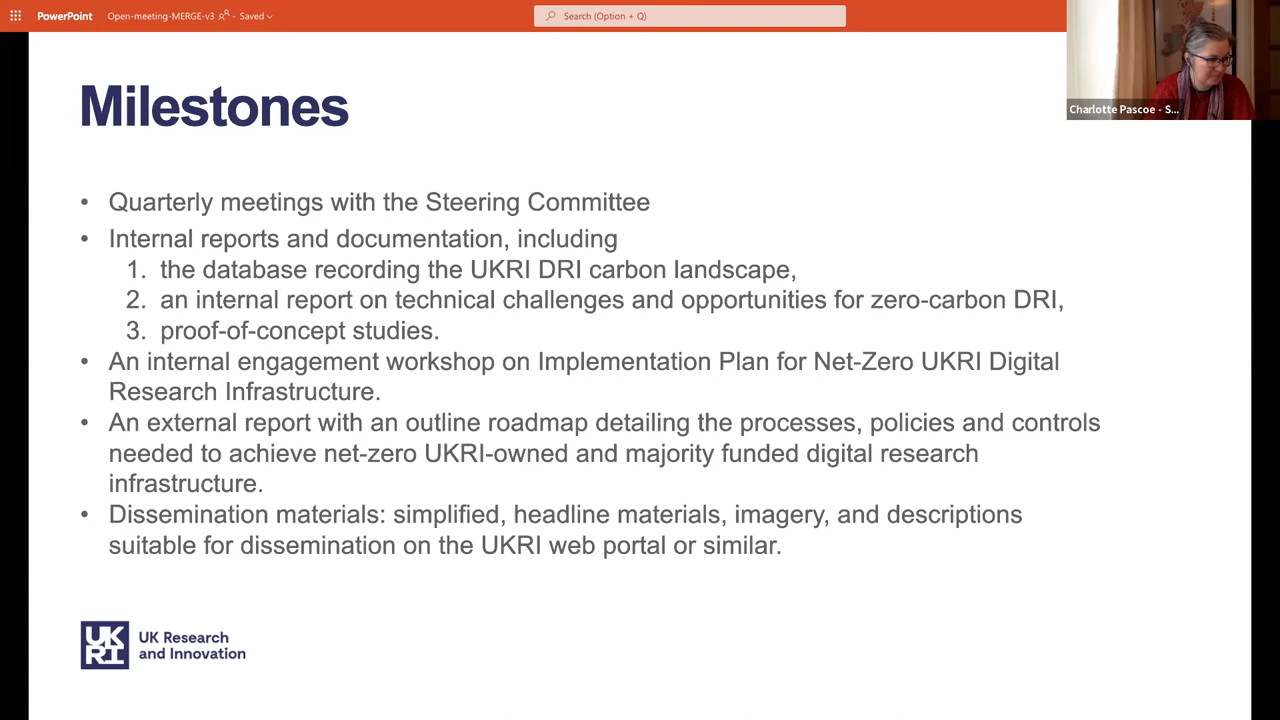 PowerPoint Open-meeting-MERGE-v3 - Saved
Search (Option + Q)
Charlotte Pascoe - S...
Milestones
• Quarterly meetings with the Steering Committee
• Internal reports and documentation, including
1. the database recording the UKRI DRI carbon landscape,
2. an internal report on technical challenges and opportunities for zero-carbon DRI,
3. proof-of-concept studies.
• An internal engagement workshop on Implementation Plan for Net-Zero UKRI Digital
Research Infrastructure.
• An external report with an outline roadmap detailing the processes, policies and controls
needed to achieve net-zero UKRI-owned and majority funded digital research
infrastructure.
• Dissemination materials: simplified, headline materials, imagery, and descriptions
suitable for dissemination on the UKRI web portal or similar.
UK
RI
UK Research
and Innovation